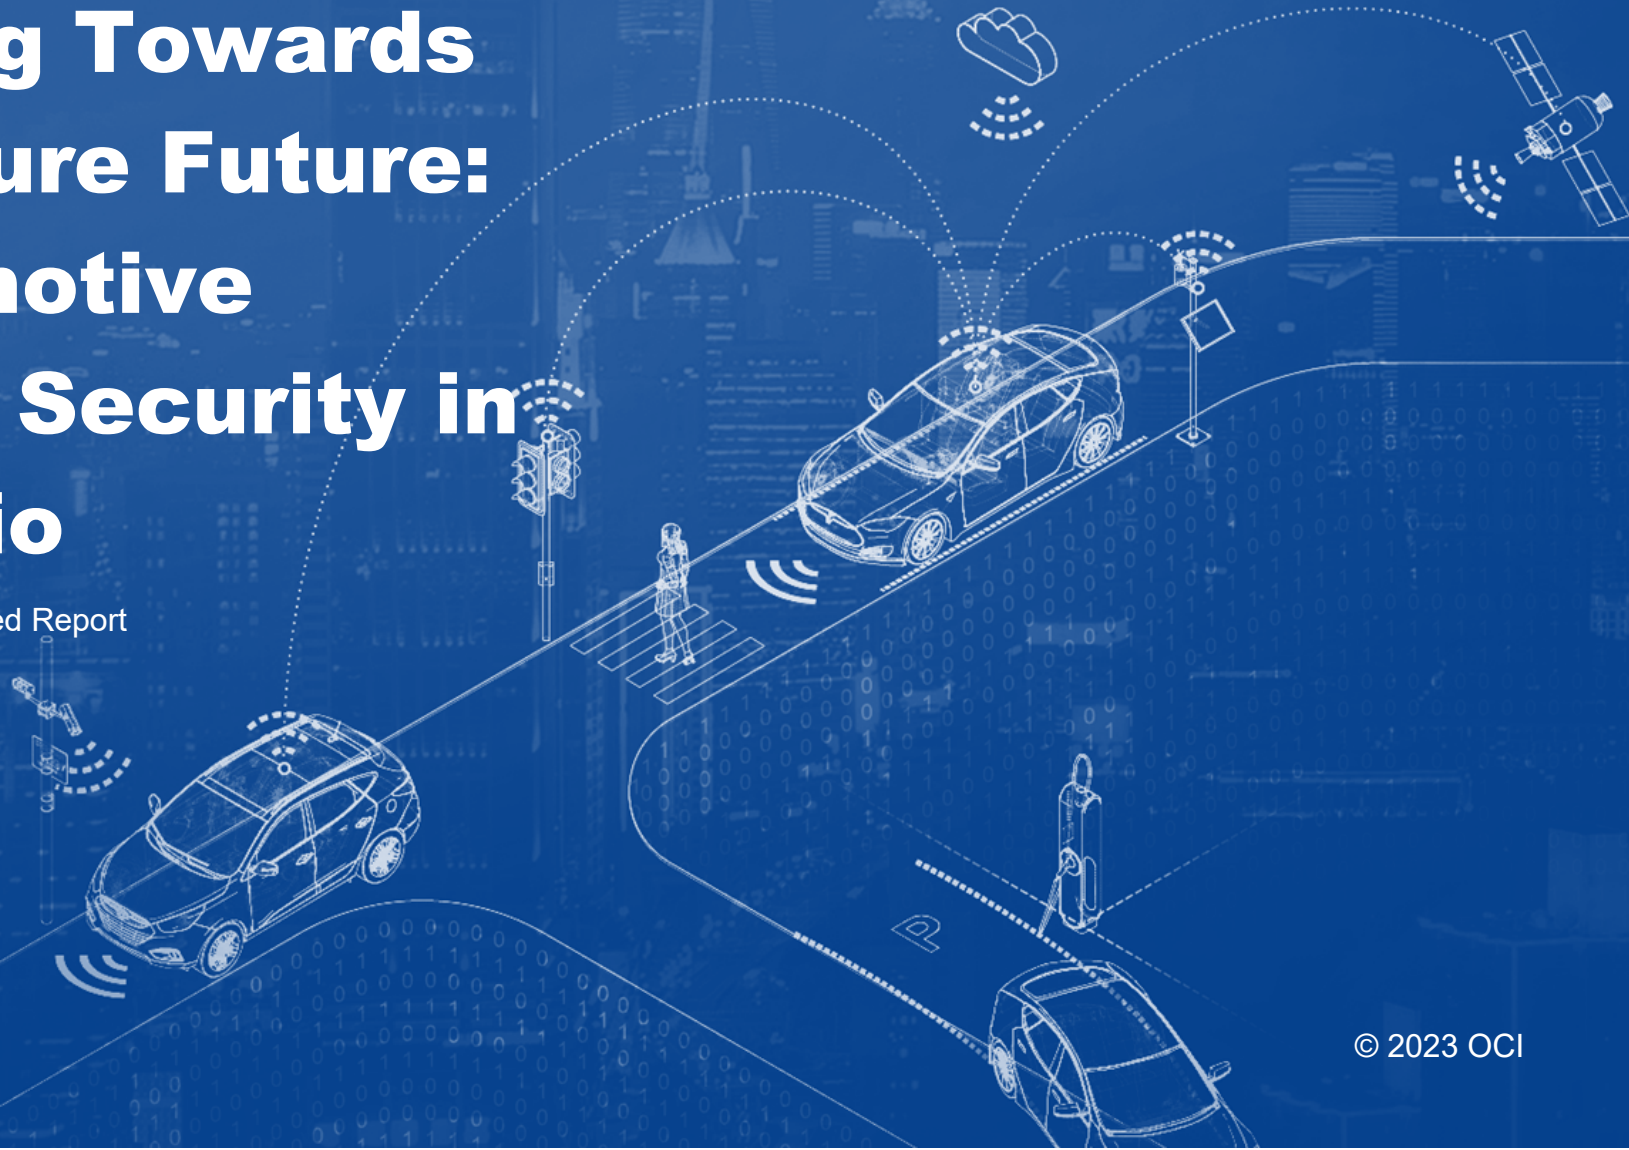 g Towards
ure Future:
notive
Security in
io
ed Report
P
© 2023 OCI